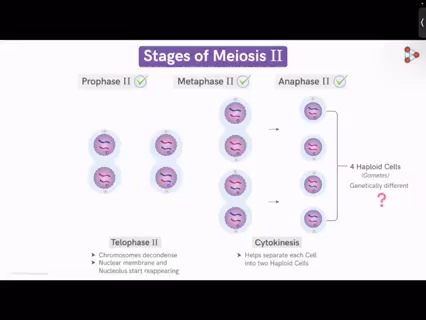 Stages of Meiosis II
Prophase II
Metaphase II
Anaphase II
4 Haploid Cells
(Gametes)
Genetically different
?
Telophase II
➤ Chromosomes decondense
➤ Nuclear membrane and
Nucleolus start reappearing
Cytokinesis
➤ Helps separate each Cell
into two Haploid Cells